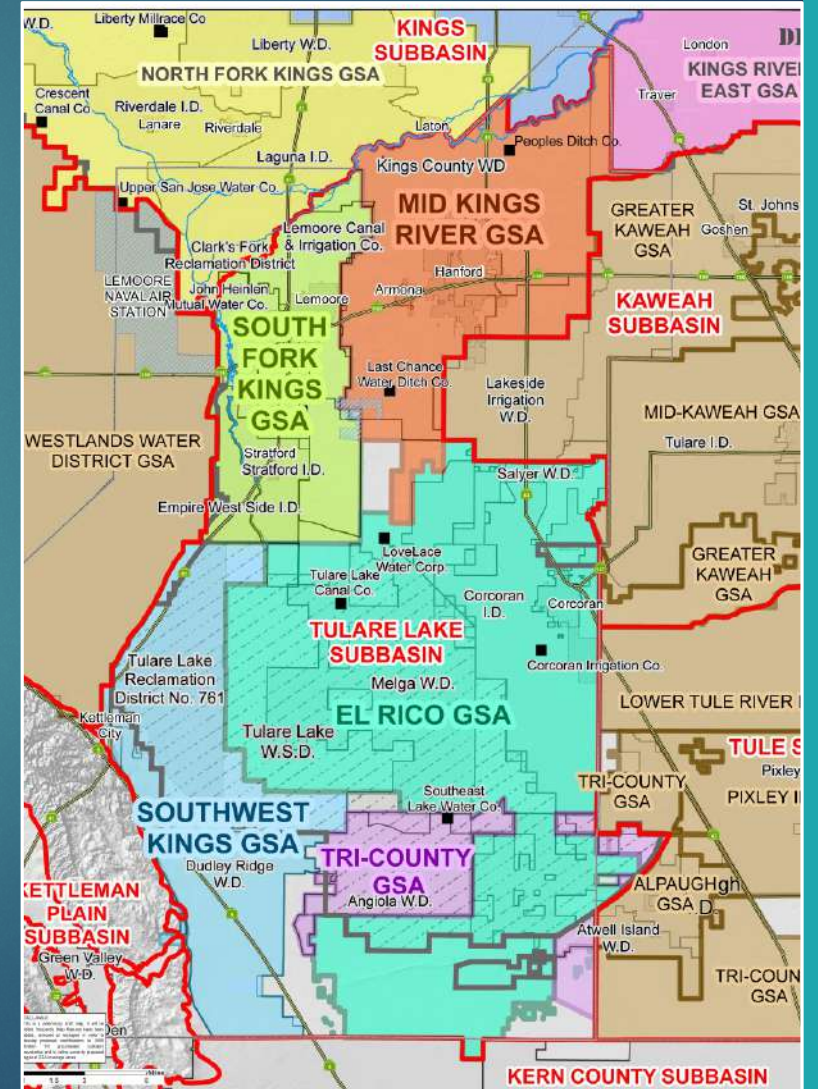 W.D.
Liberty Millrace Co
Liberty W.D.
KINGS
SUBBASIN
London
DE
NORTH FORK KINGS GSA
KINGS RIVE
EAST GSA
Crescent
Canal Co
Riverdale I.D.
Lanare
Riverdale
Traver
Laton
Peoples Ditch Co.
Laguna I.D.
Kings County WD
Upper San Jose Water Co.
MID KINGS
RIVER GSA
GREATER
KAWEAH
GSA
St. Johns
Goshen
Lemoore Canal
& Irrigation Co.
Clark's Fork
Reclamation District
Hanford
LEMOORE
NAVAL AIR
STATION
John Heinlen
Mutual Water Co.
Lemoore
Armona
KAWEAH
SUBBASIN
SOUTH
FORK
KINGS
GSA
Last Chance
Water Ditch Co.
Lakeside
Irrigation
W.D.
MID-KAWEAH GSA
Tulare I.D.
WESTLANDS WATER
DISTRICT GSA
Stratford
Stratford I.D.
Salyer W.D.
Empire West Side I.D.
LoveLace
Water Corp.
GREATER
KAWEAH
GSA
Tulare Lake
Canal Co.
Corcoran
I.D.
Corcoran
TULARE LAKE
SUBBASIN
Corcoran Irrigation Co.
Tulare Lake
Reclamation
District No. 761
Melga W.D.
EL RICO GSA
LOWER TULE RIVER
Kettleman
City
Tulare Lake
W.S.D.
TULE S
Pixley
TRI-COUNTY
GSA
PIXLEY I
Southeast
Lake Water Co.
SOUTHWEST
KINGS GSA
TRI-COUNTY
GSA
Dudley Ridge
W.D.
Angiola W.D.
ALPAUGHgh
GSA .D.
KETTLEMAN
PLAIN
SUBBASIN
Atwell Island
W.D.
Green Valley
W.D.
TRI-COUN
GSA
KERN COUNTY SUBBASIN